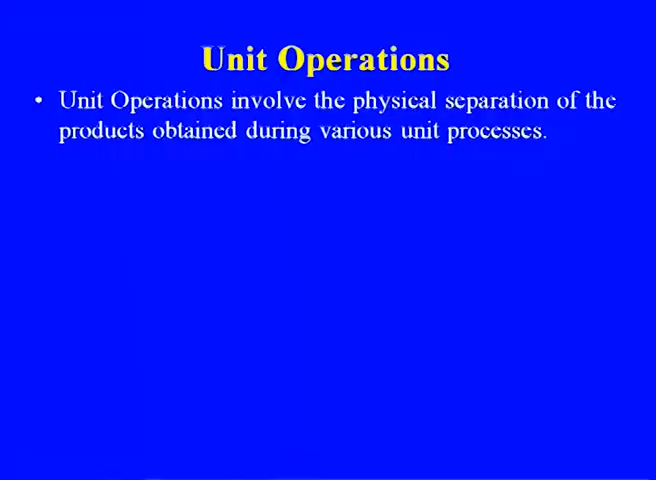 Unit Operations
• Unit Operations involve the physical separation of the
products obtained during various unit processes.